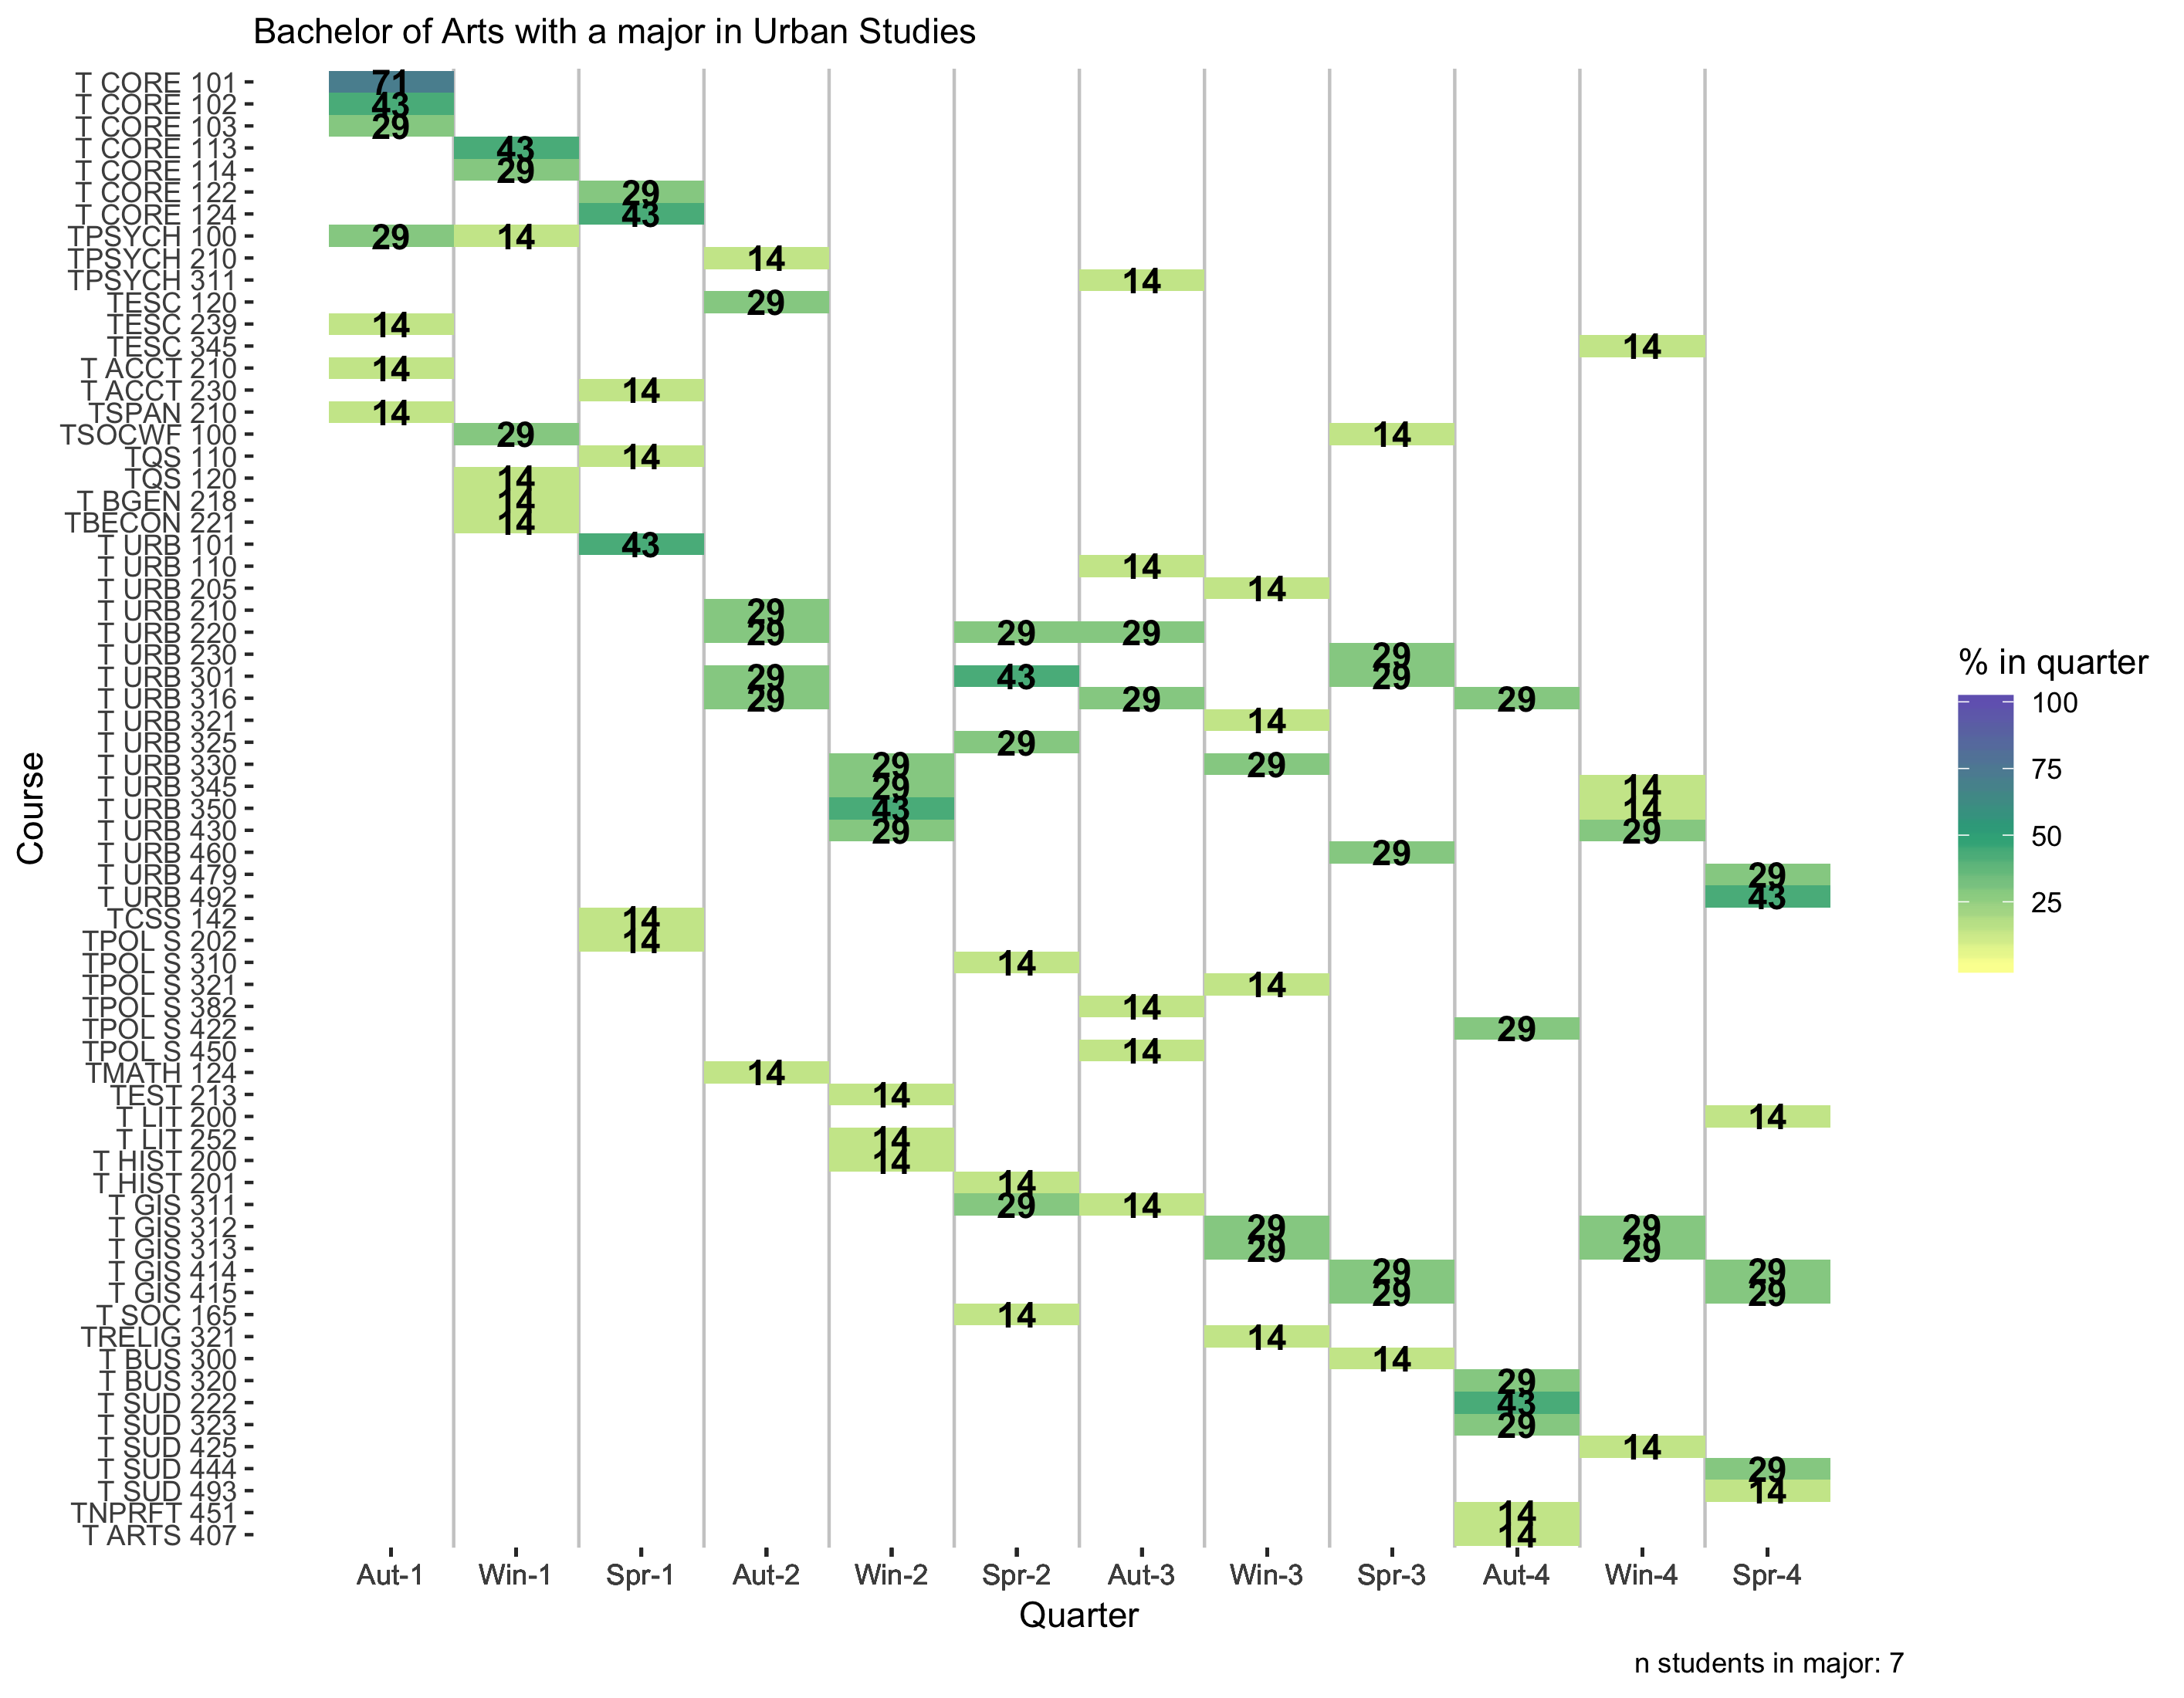 Bachelor of Arts with a major in Urban Studies
T CORE 101 71
T CORE 102 43
T CORE 103 29
T CORE 113 43
T CORE 114 29
T CORE 122 29
T CORE 124 43
TPSYCH 100 29 14
TPSYCH 210 14
TPSYCH 311 14
TESC 120 29
TESC 239 14
TESC 345 14
T ACCT 210 14
T ACCT 230 14
TSPAN 210 14
TSOCWF 100 29 14
TQS 110 14
TQS 120 14
T BGEN 218 14
TBECON 221 14
T URB 101 43
T URB 110 14
T URB 205 14
T URB 210 29
T URB 220 29 29 29
T URB 230 29
T URB 301 29 43 29
T URB 316 29 29 29
T URB 321 14
T URB 325 29
T URB 330 29 29
T URB 345 29 14
T URB 350 43 14
T URB 430 29 29
T URB 460 29
T URB 479 29
T URB 492 43
TCSS 142 14
TPOL S 202 14
TPOL S 310 14
TPOL S 321 14
TPOL S 382 14
TPOL S 422 29
TPOL S 450 14
TMATH 124 14
TEST 213 14
T LIT 200 14
T LIT 252 14
T HIST 200 14
T HIST 201 14
T GIS 311 29 14
T GIS 312 29 29
T GIS 313 29 29
T GIS 414 29 29
T GIS 415 29 29
T SOC 165 14
TRELIG 321 14
T BUS 300 14
T BUS 320 29
T SUD 222 43
T SUD 323 29
T SUD 425 14
T SUD 444 29
T SUD 493 14
TNPRFT 451 14
T ARTS 407 14
Course
Aut-1 Win-1 Spr-1 Aut-2 Win-2 Spr-2 Aut-3 Win-3 Spr-3 Aut-4 Win-4 Spr-4
Quarter
% in quarter
100
75
50
25
n students in major: 7